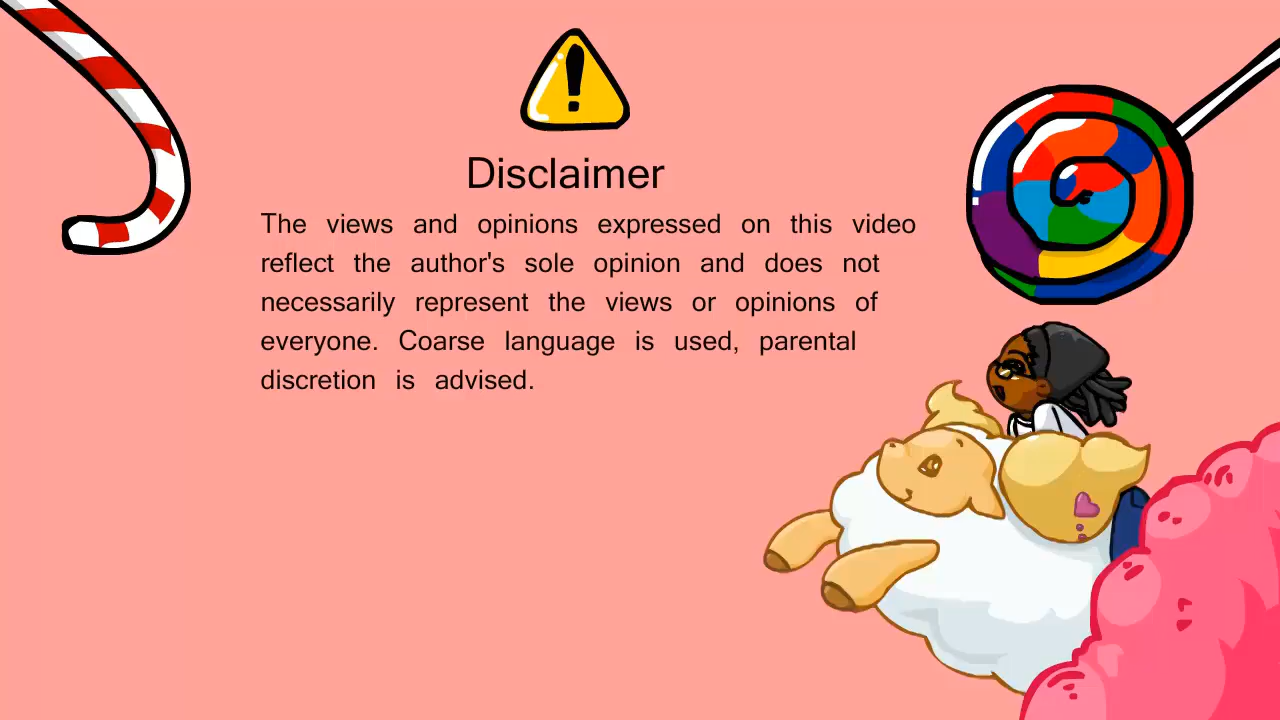 Disclaimer
The views and opinions expressed on this video
reflect the author's sole opinion and does not
necessarily represent the views or opinions of
everyone. Coarse language is used, parental
discretion is advised.